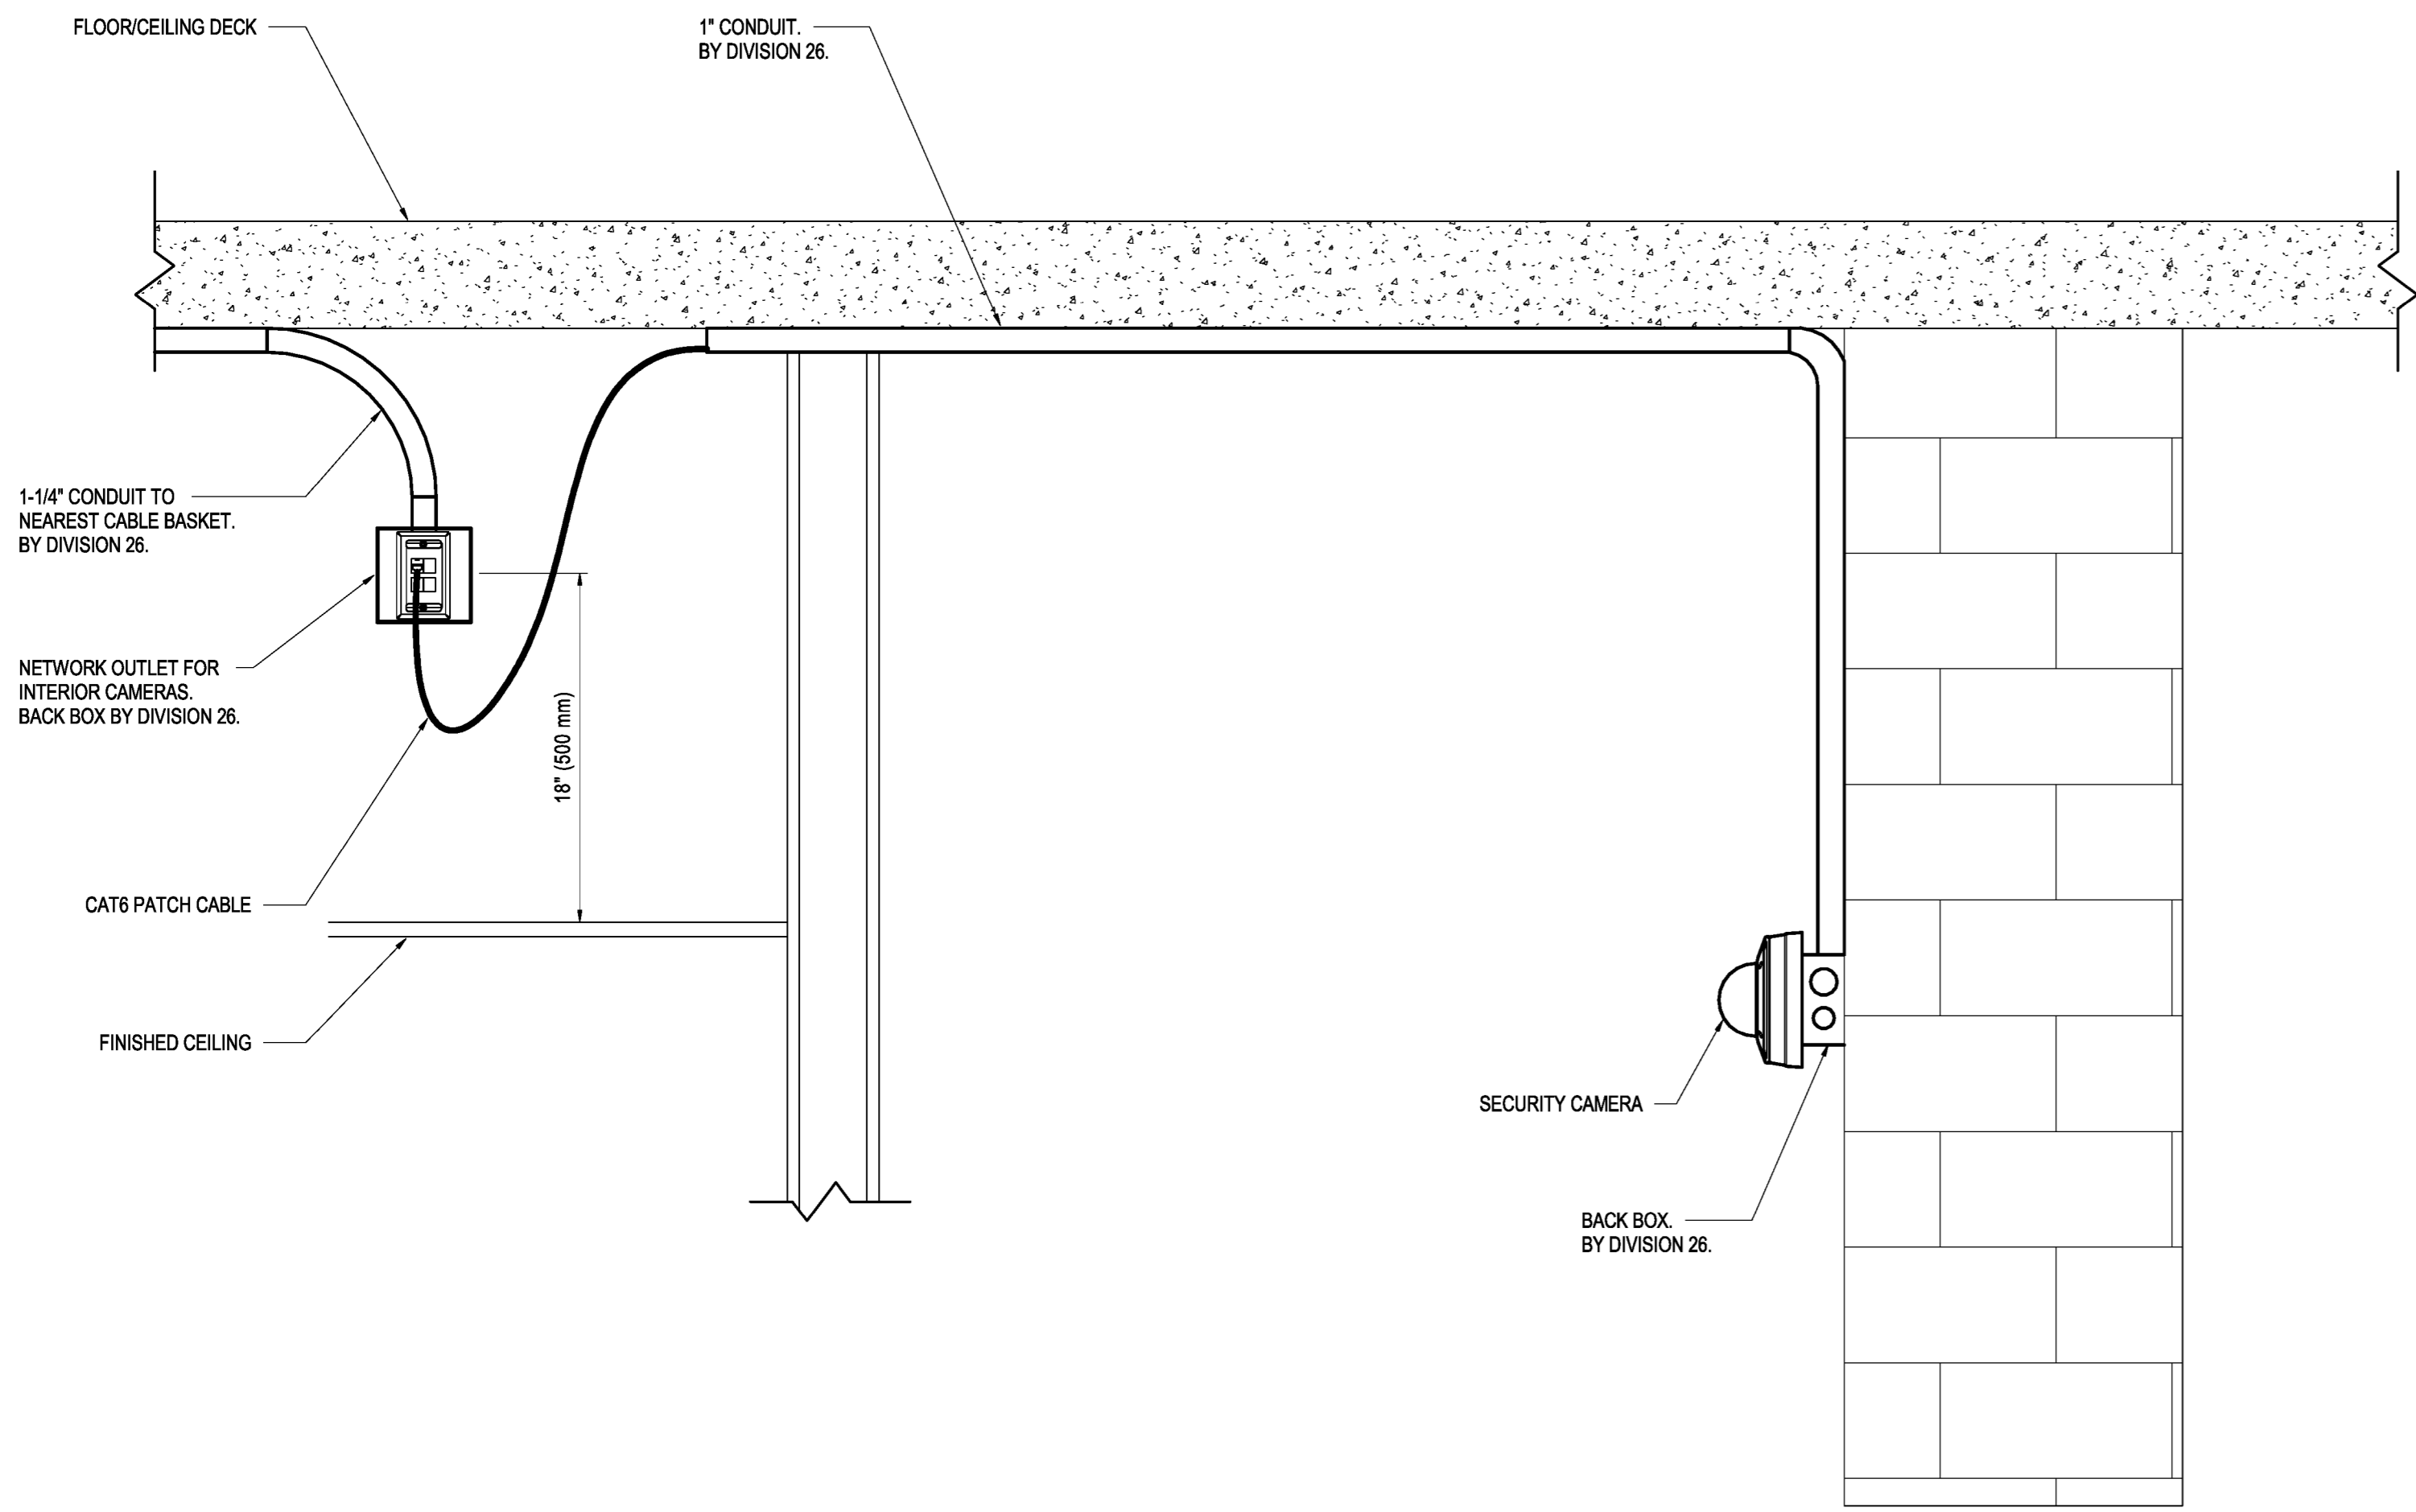 FLOOR/CEILING DECK
1" CONDUIT.
BY DIVISION 26.
1-1/4" CONDUIT TO
NEAREST CABLE BASKET.
BY DIVISION 26.
NETWORK OUTLET FOR
INTERIOR CAMERAS.
BACK BOX BY DIVISION 26.
18" (500 mm)
CAT6 PATCH CABLE
FINISHED CEILING
SECURITY CAMERA
BACK BOX.
BY DIVISION 26.